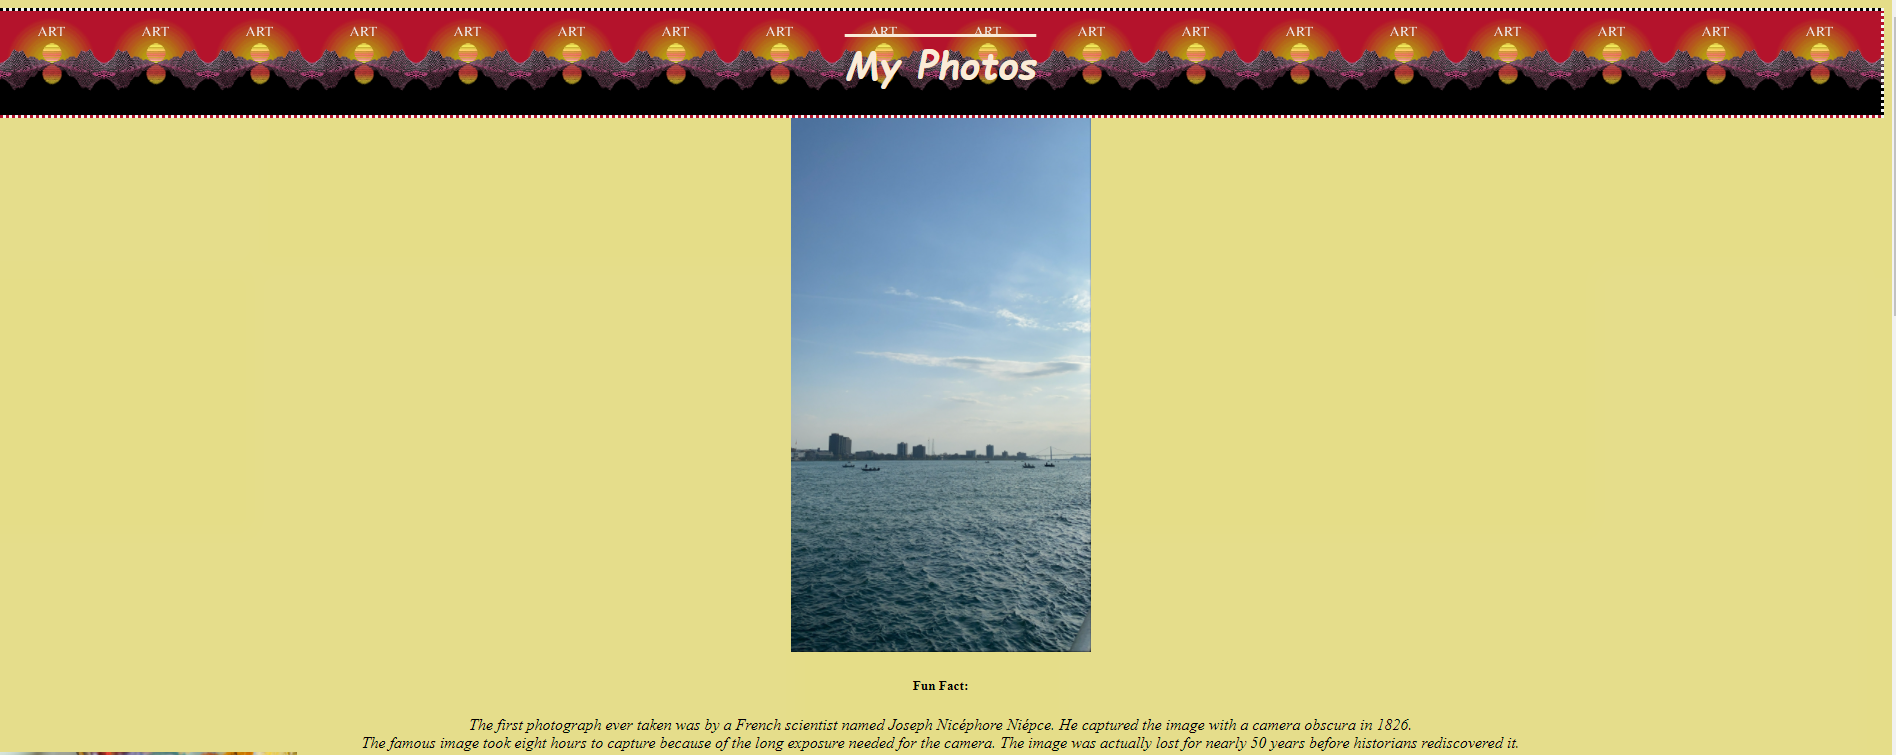 ART ART ART ART ART ART ART ART ART ART ART ART ART ART ART ART ART ART
My Photos
Fun Fact:
The first photograph ever taken was by a French scientist named Joseph Nicéphore Niépce. He captured the image with a camera obscura in 1826.
The famous image took eight hours to capture because of the long exposure needed for the camera. The image was actually lost for nearly 50 years before historians rediscovered it.